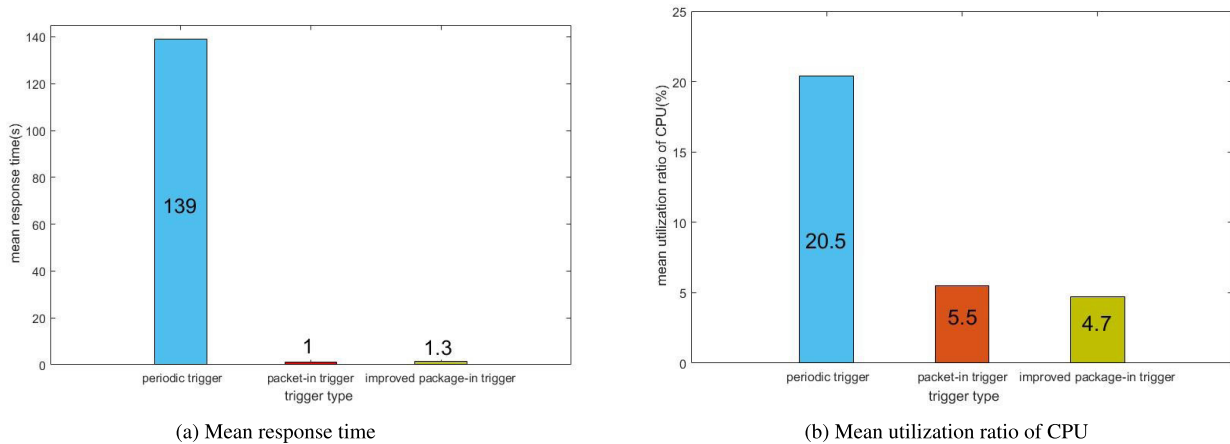 140
120
100
80
60
40
20
0
mean response time(s)
139
1
1.3
periodic trigger
packet-in trigger
improved package-in trigger
trigger type
(a) Mean response time
25
20
15
10
5
0
mean utilization ratio of CPU(%)
20.5
5.5
4.7
periodic trigger
packet-in trigger
improved package-in trigger
trigger type
(b) Mean utilization ratio of CPU